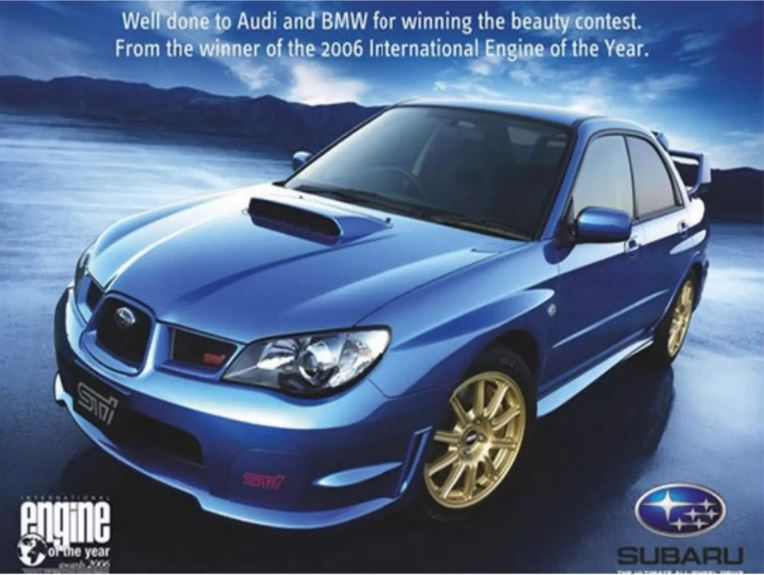 Well done to Audi and BMW for winning the beauty contest.
From the winner of the 2006 International Engine of the Year.
STI
STI
INTERNATIONAL
engine
of the year
awards 2006
SUBARU
THE ULTIMATE ALL-WHEEL DRIVE